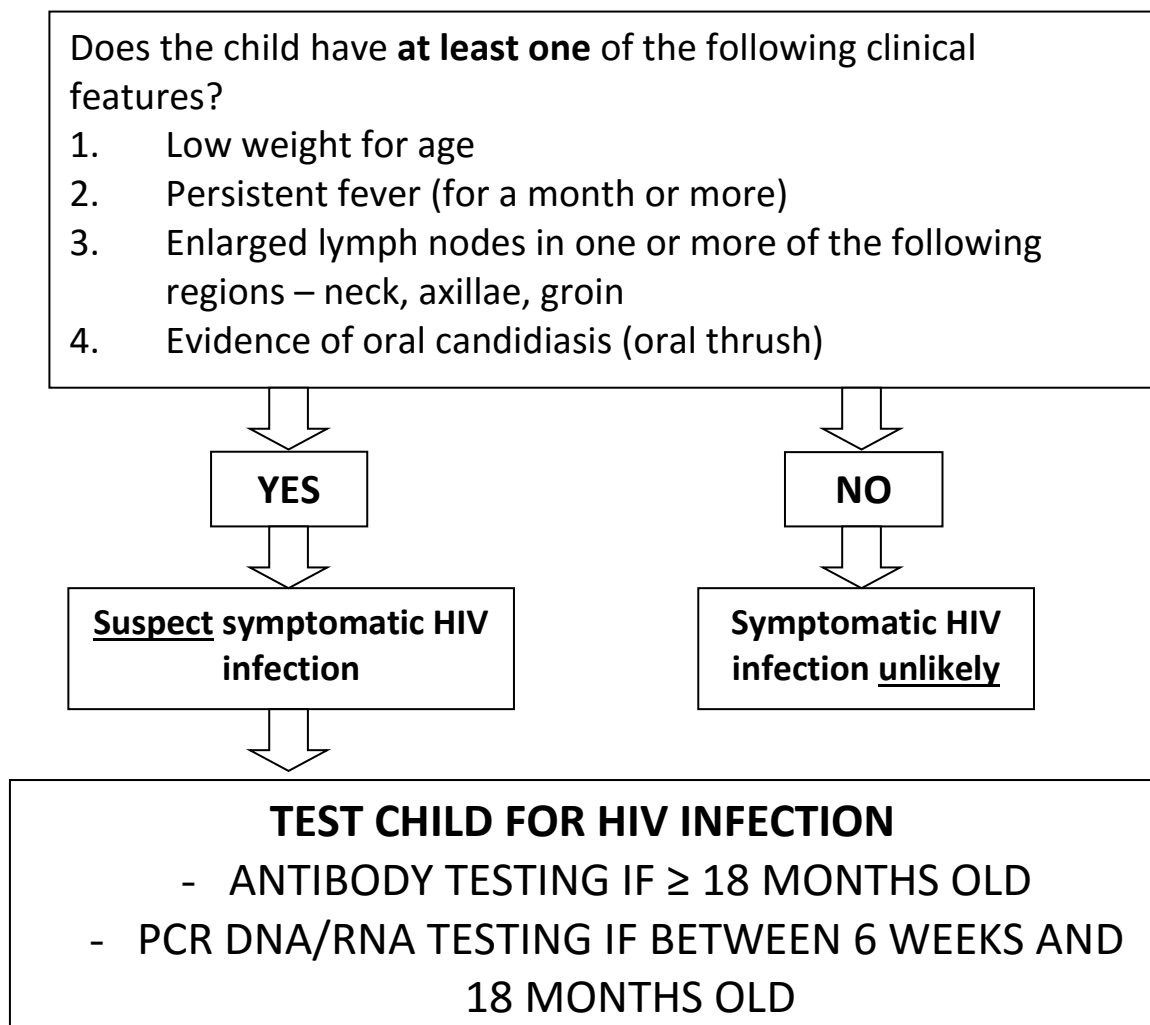 Does the child have at least one of the following clinical
features?
1. Low weight for age
2. Persistent fever (for a month or more)
3. Enlarged lymph nodes in one or more of the following
regions – neck, axillae, groin
4. Evidence of oral candidiasis (oral thrush)
YES
NO
Suspect symptomatic HIV
infection
Symptomatic HIV
infection unlikely
TEST CHILD FOR HIV INFECTION
- ANTIBODY TESTING IF ≥ 18 MONTHS OLD
- PCR DNA/RNA TESTING IF BETWEEN 6 WEEKS AND
18 MONTHS OLD